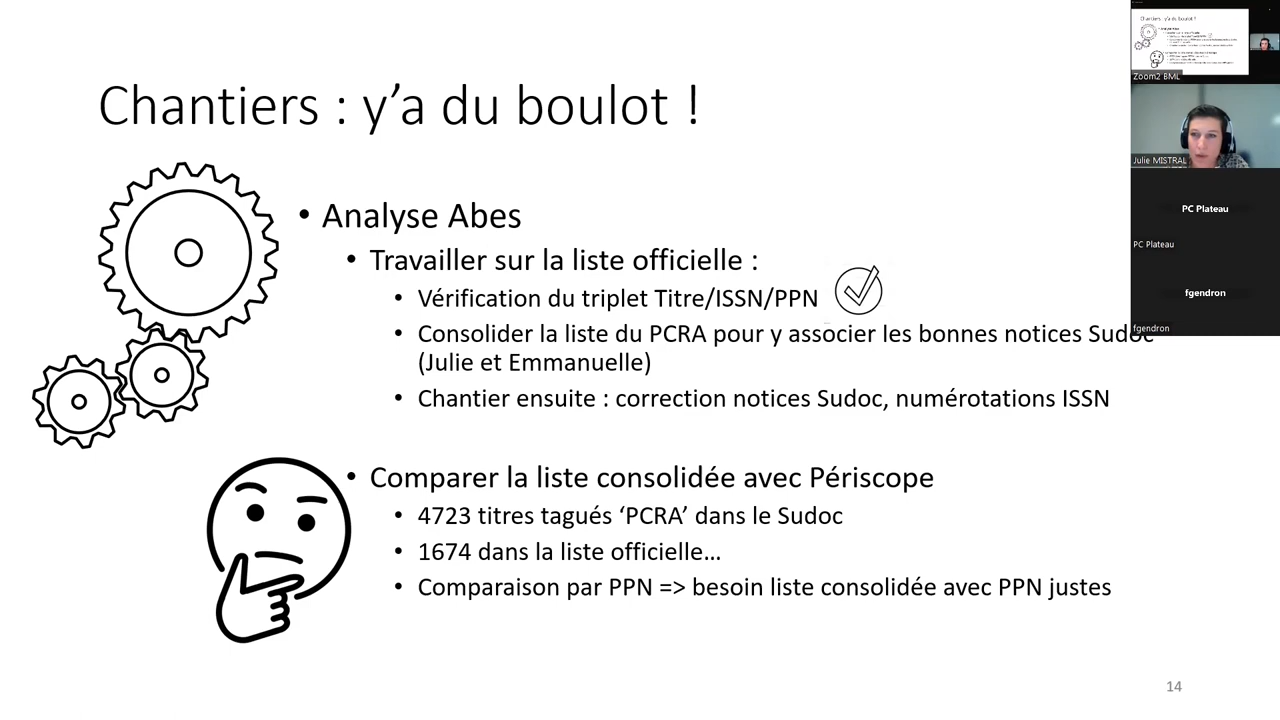 Chantiers : y’a du boulot !
• Analyse Abes
• Travailler sur la liste officielle :
• Vérification du triplet Titre/ISSN/PPN
• Consolider la liste du PCRA pour y associer les bonnes notices Sudoc
(Julie et Emmanuelle)
• Chantier ensuite : correction notices Sudoc, numérotations ISSN
• Comparer la liste consolidée avec Périscope
• 4723 titres tagués ‘PCRA’ dans le Sudoc
• 1674 dans la liste officielle…
• Comparaison par PPN => besoin liste consolidée avec PPN justes
14
Chantiers : y'a du boulot !
Zoom2 BML
Julie MISTRAL
PC Plateau
PC Plateau
fgendron
fgendron